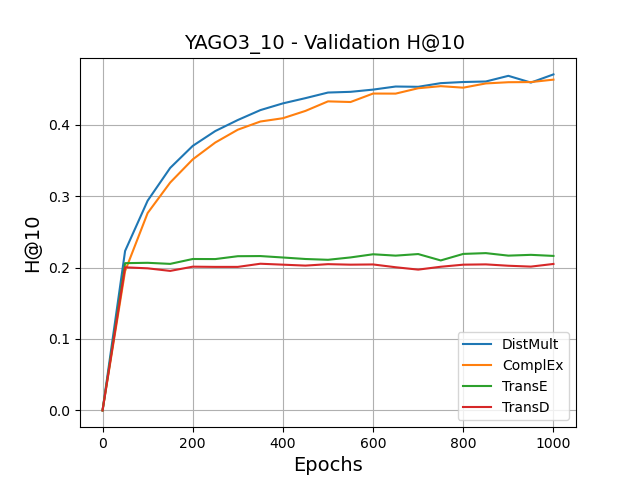 YAGO3_10 - Validation H@10
H@10
0.4
0.3
0.2
0.1
0.0
DistMult
ComplEx
TransE
TransD
0 200 400 600 800 1000
Epochs